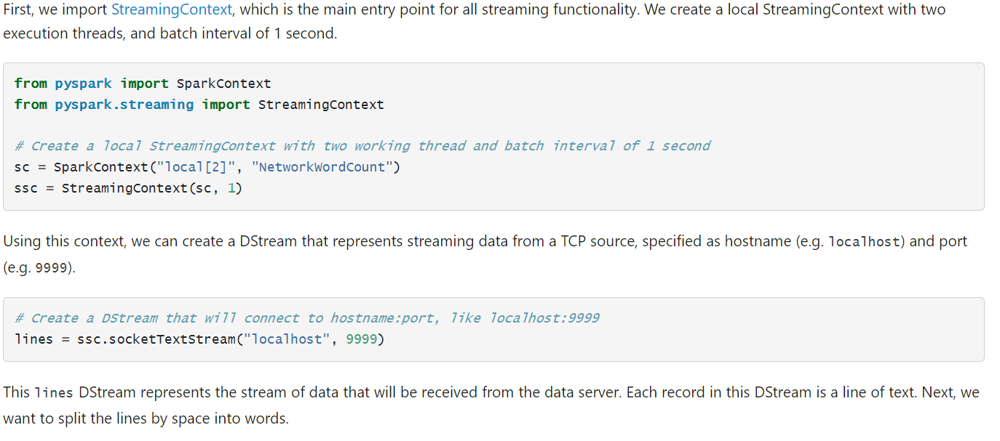 First, we import StreamingContext, which is the main entry point for all streaming functionality. We create a local StreamingContext with two
execution threads, and batch interval of 1 second.
from pyspark import SparkContext
from pyspark.streaming import StreamingContext
# Create a local StreamingContext with two working thread and batch interval of 1 second
sc = SparkContext("local[2]", "NetworkWordCount")
ssc = StreamingContext(sc, 1)
Using this context, we can create a DStream that represents streaming data from a TCP source, specified as hostname (e.g. localhost) and port
(e.g. 9999).
# Create a DStream that will connect to hostname:port, like localhost:9999
lines = ssc.socketTextStream("localhost", 9999)
This lines DStream represents the stream of data that will be received from the data server. Each record in this DStream is a line of text. Next, we
want to split the lines by space into words.